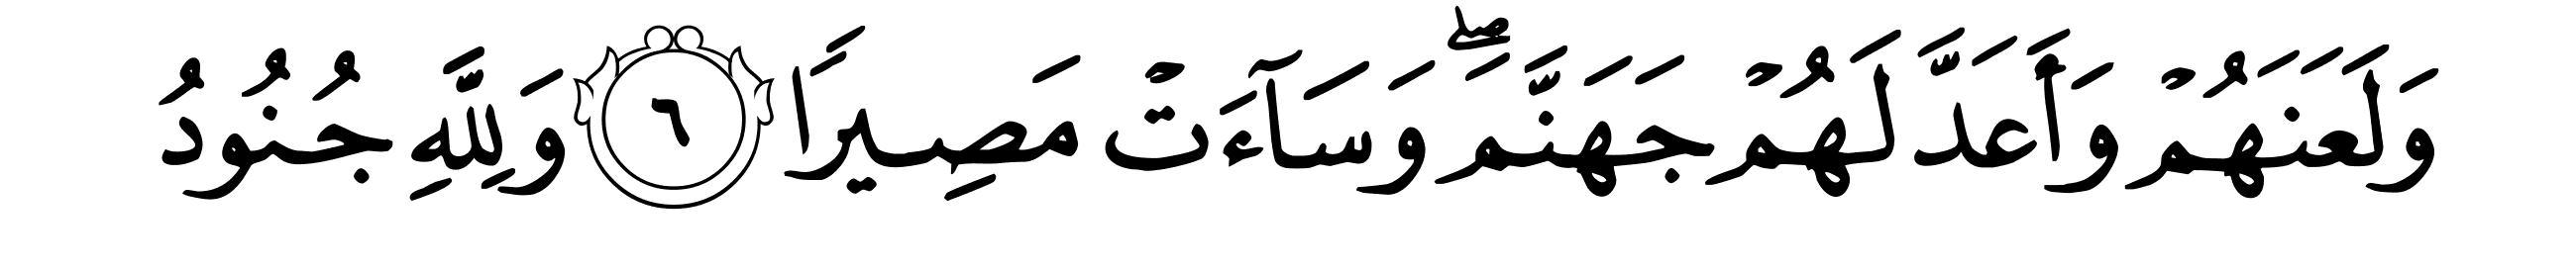 وَلَعَنَهُمْ وَأَعَدَّ لَهُمْ جَهَنَّمَۖ وَسَآءَتْ مَصِيرًا ٦ وَلِلَّهِ جُنُودُ